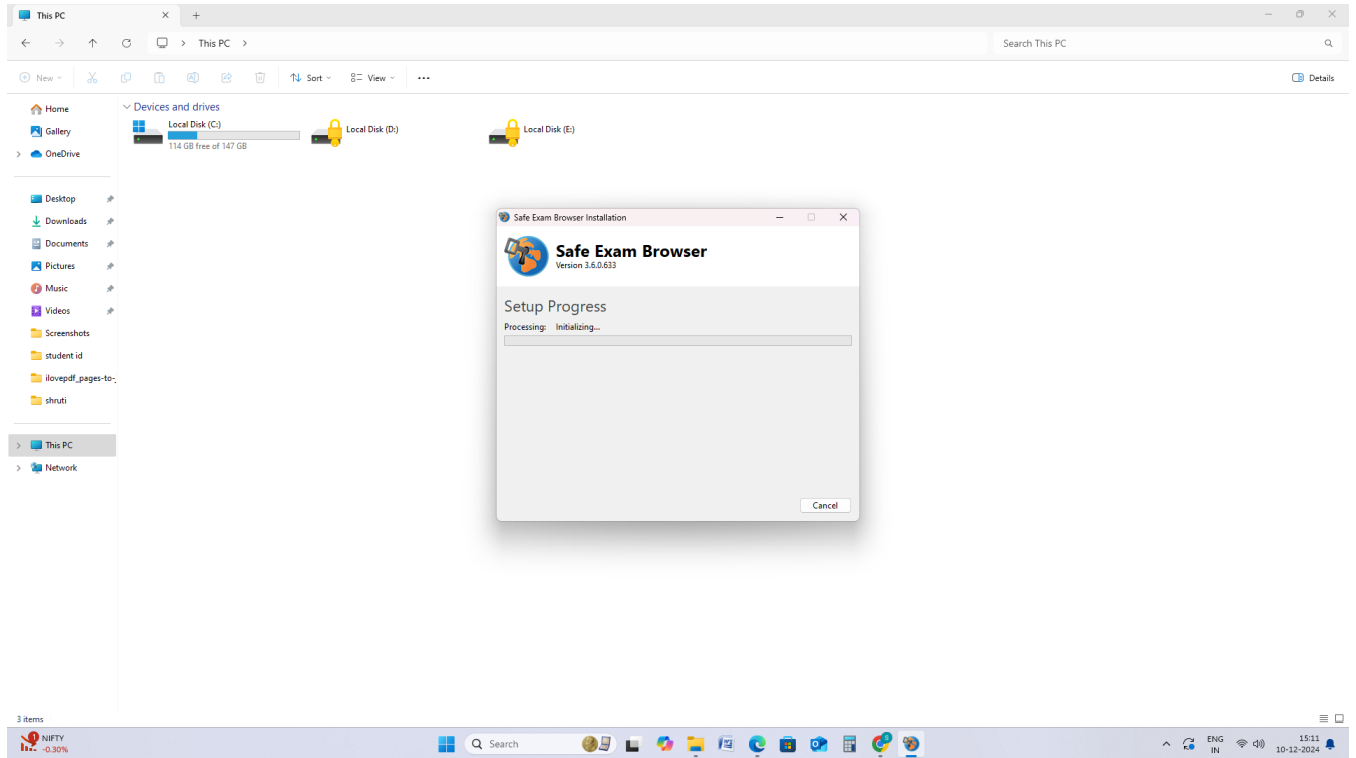 This PC
This PC
Search This PC
New
Sort
View
Details
Home
Gallery
OneDrive
Desktop
Downloads
Documents
Pictures
Music
Videos
Screenshots
student id
ilovepdf_pages-to-j
shruti
This PC
Network
Devices and drives
Local Disk (C:)
114 GB free of 147 GB
Local Disk (D:)
Local Disk (E:)
Safe Exam Browser Installation
Safe Exam Browser
Version 3.6.0.633
Setup Progress
Processing: Initializing...
Cancel
3 items
1
NIFTY
-0.30%
Search
ENG
IN
15:11
10-12-2024